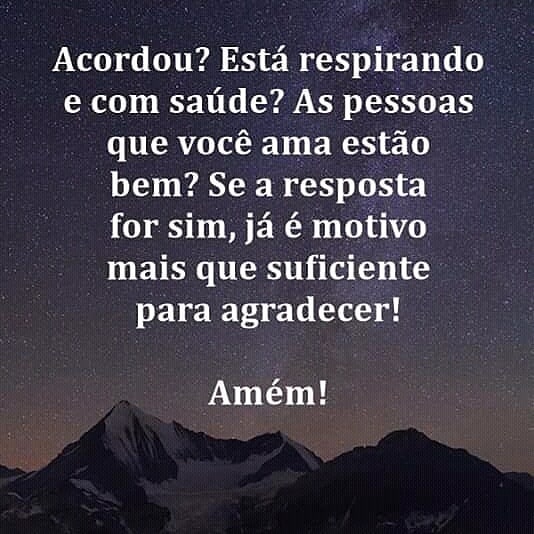 Acordou? Está respirando
e com saúde? As pessoas
que você ama estão
bem? Se a resposta
for sim, já é motivo
mais que suficiente
para agradecer!
Amém!